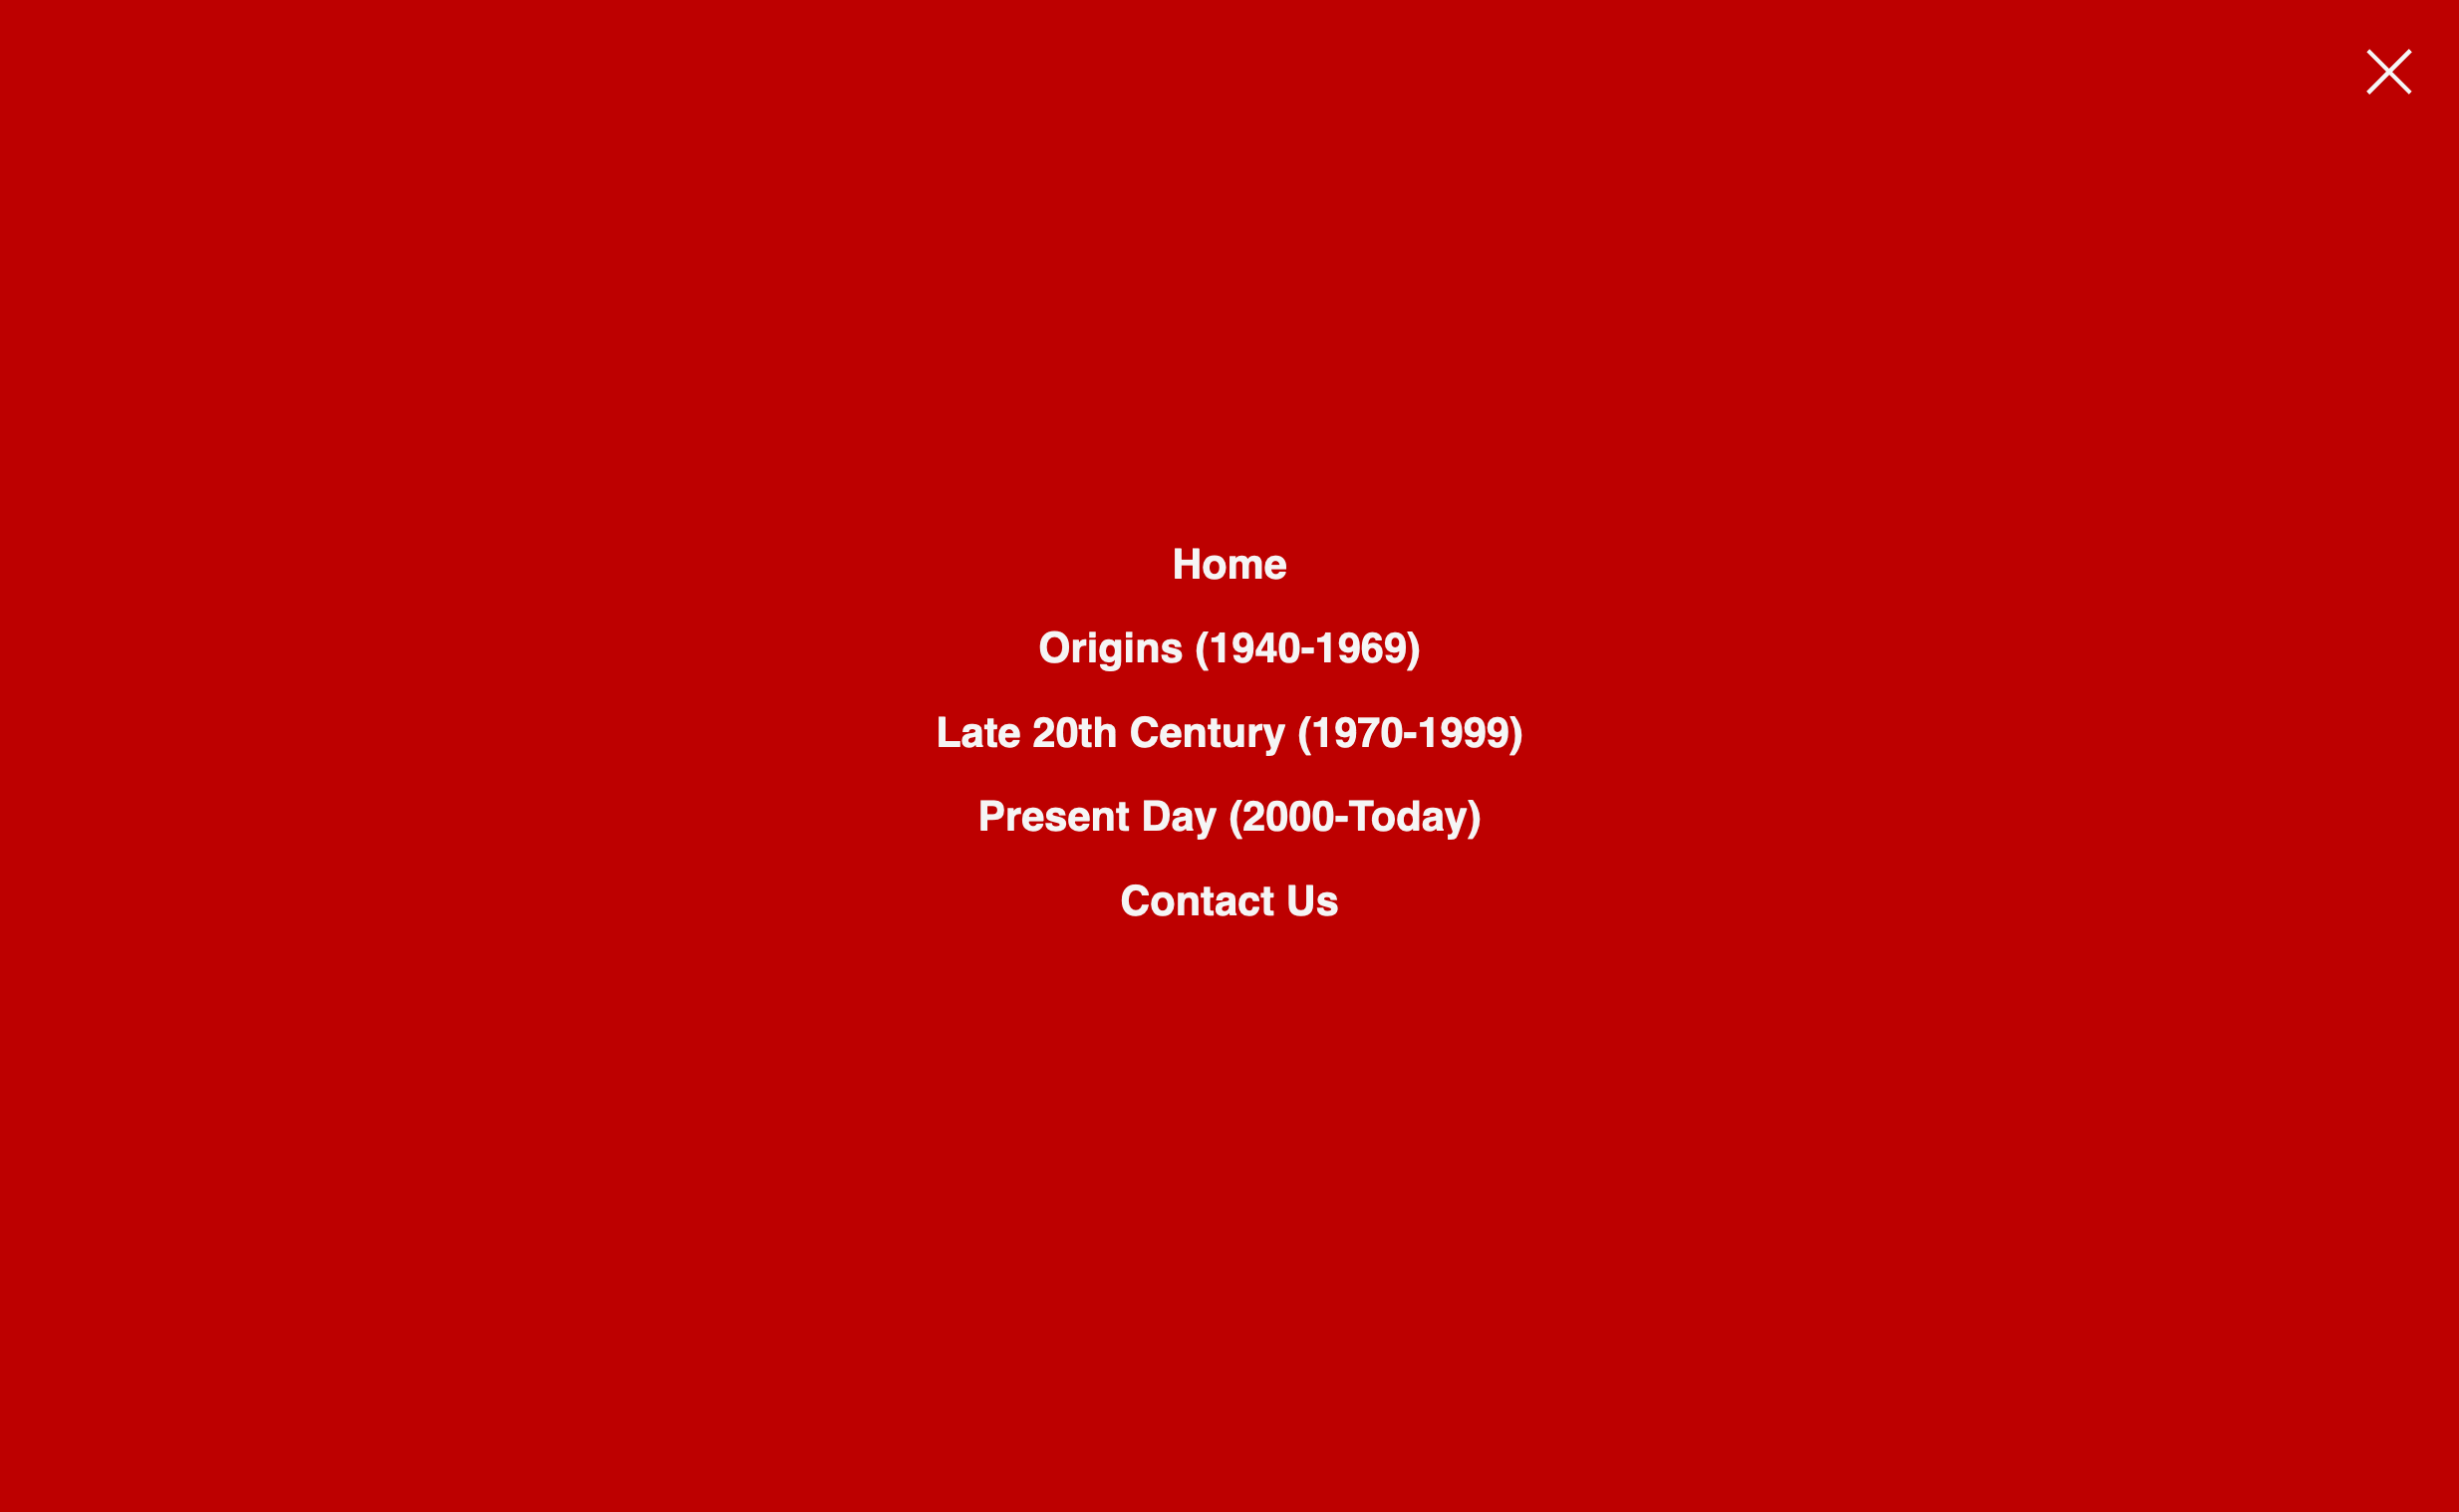 Home
Origins (1940-1969)
Late 20th Century (1970-1999)
Present Day (2000-Today)
Contact Us